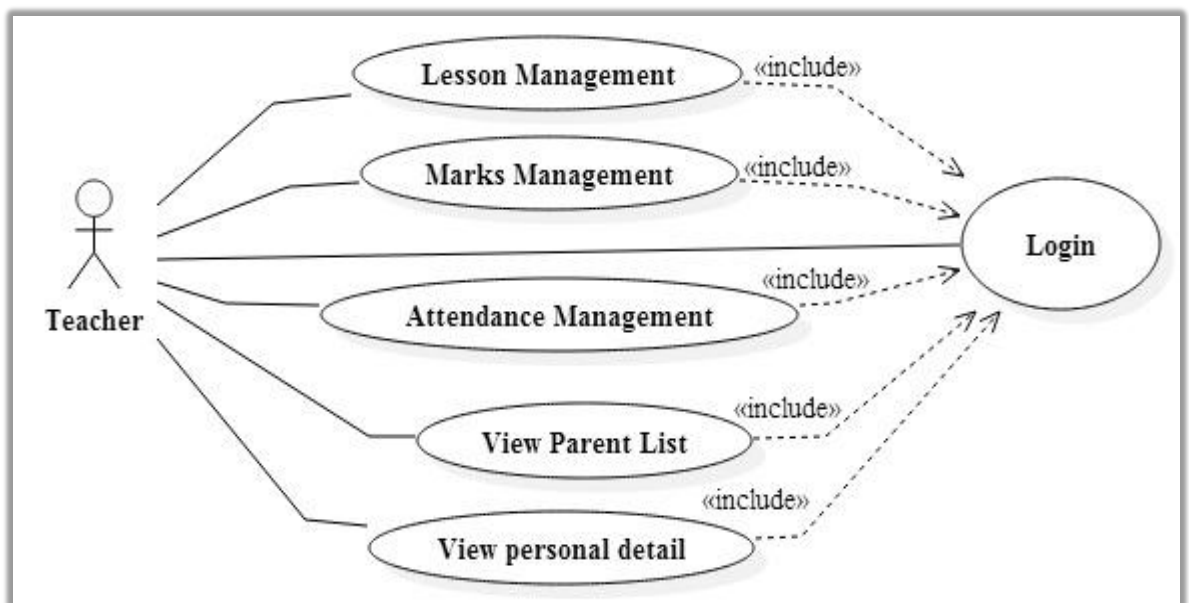 Lesson Management
«include»
Marks Management
«include»
Login
«include»
Teacher
Attendance Management
«include»
View Parent List
«include»
View personal detail